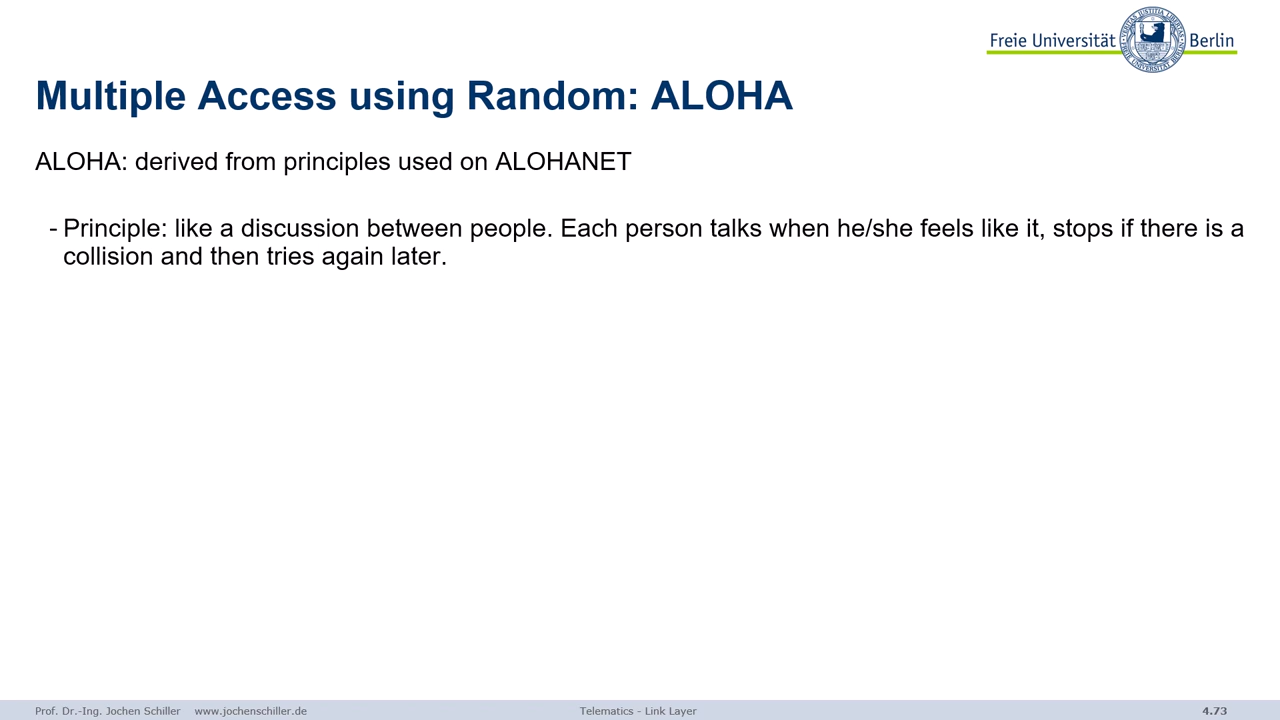 Freie Universität Berlin
Multiple Access using Random: ALOHA
ALOHA: derived from principles used on ALOHANET
- Principle: like a discussion between people. Each person talks when he/she feels like it, stops if there is a
collision and then tries again later.
Prof. Dr.-Ing. Jochen Schiller www.jochenschiller.de Telematics - Link Layer 4.73